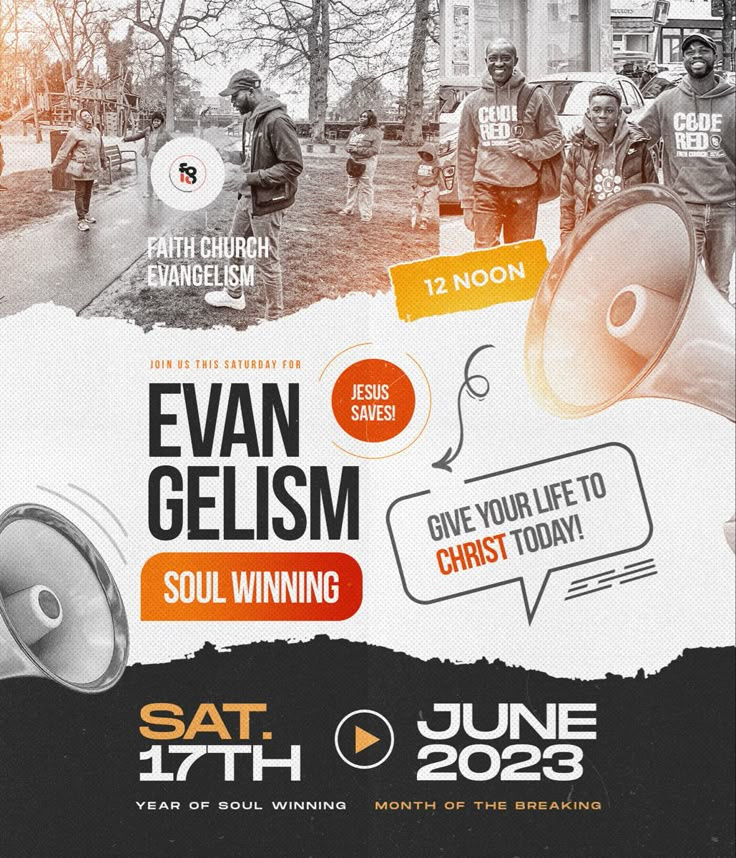 CODE
RED
CODE
RED
FAITH CHURCH
EVANGELISM
12 NOON
JOIN US THIS SATURDAY FOR
EVAN
GELISM
JESUS
SAVES!
GIVE YOUR LIFE TO
CHRIST TODAY!
SOUL WINNING
SAT.
17TH
JUNE
2023
YEAR OF SOUL WINNING
MONTH OF THE BREAKING